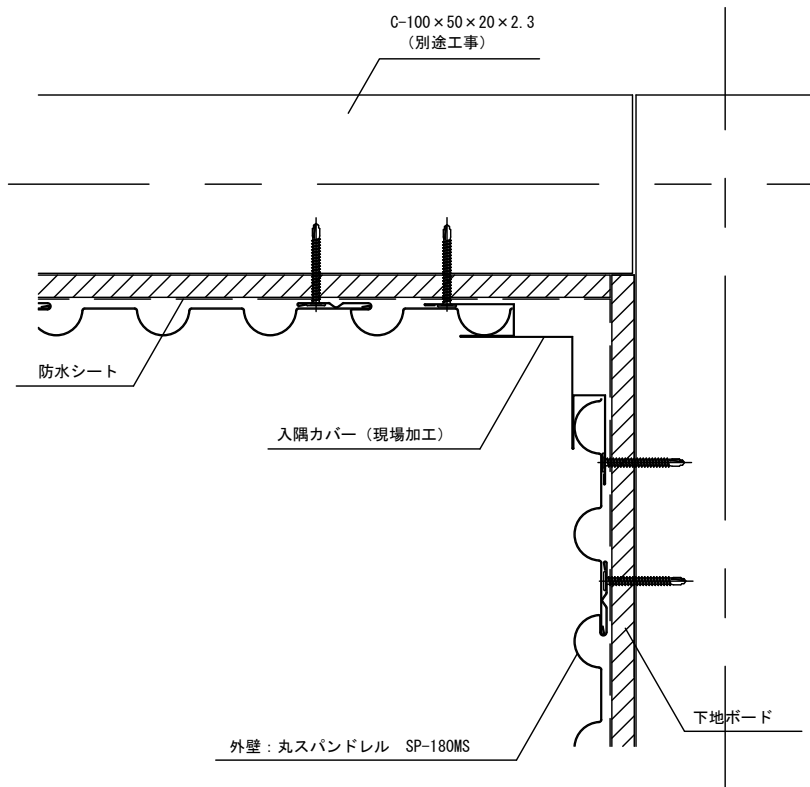 C-100×50×20×2.3
（別途工事）
防水シート
入隅カバー（現場加工）
下地ボード
外壁：丸スパンドレル　SP-180MS